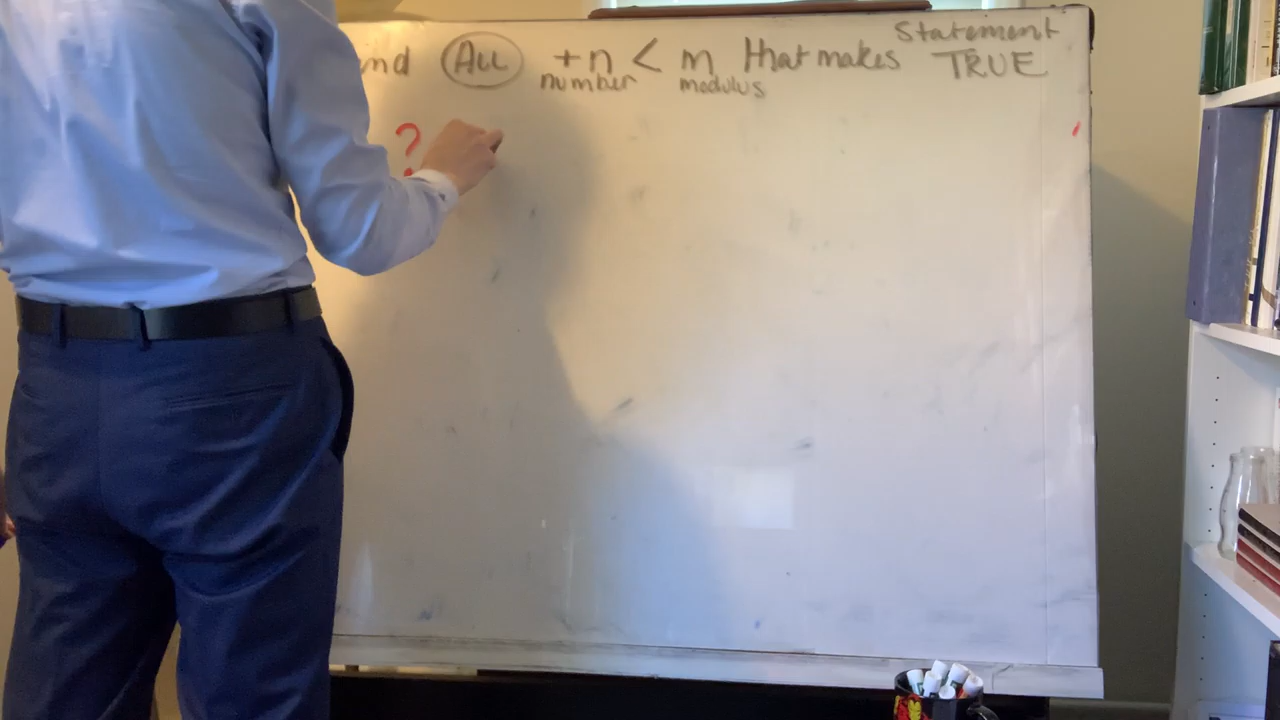 nd ALL +n < m that makes Statement TRUE
number modulus
?